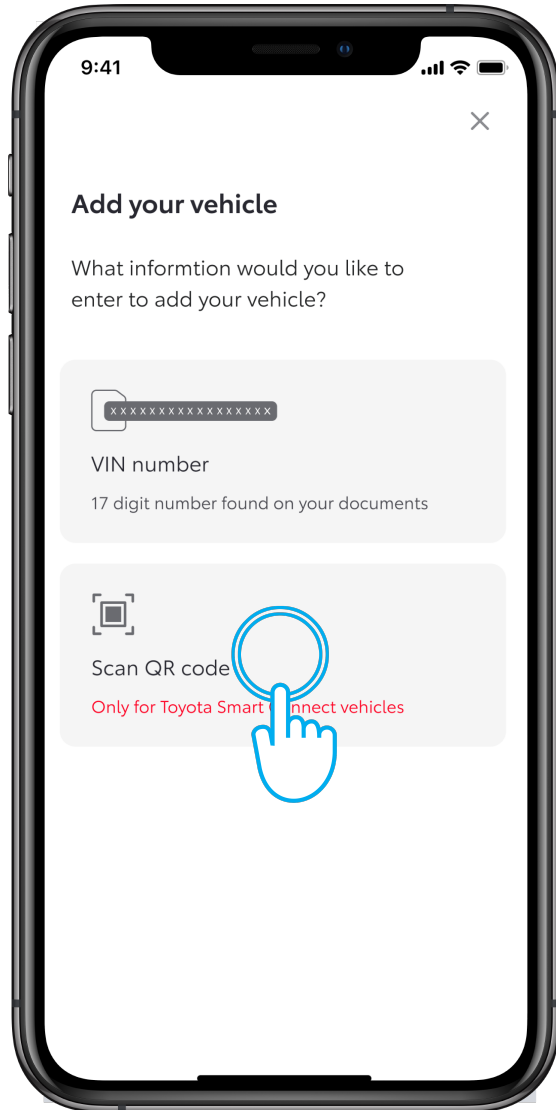 9:41
Add your vehicle
What informtion would you like to
enter to add your vehicle?
x x x x x x x x x x x x x x x x x
VIN number
17 digit number found on your documents
Scan QR code
Only for Toyota Smart Connect vehicles